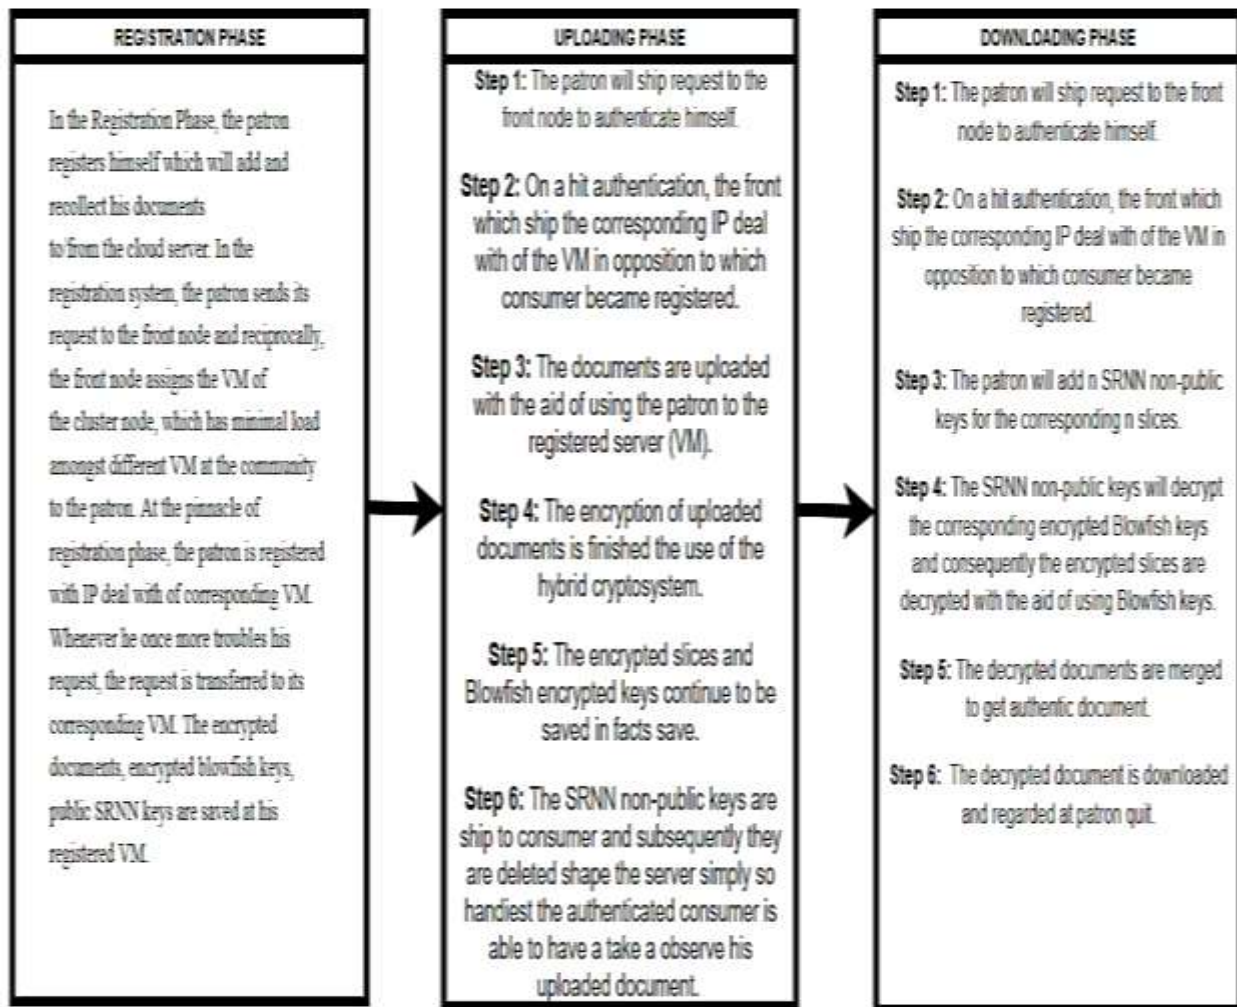 REGISTRATION PHASE
In the Registration Phase, the patron
registers himself which will add and
recollect his documents
to from the cloud server. In the
registration system, the patron sends its
request to the front node and reciprocally,
the front node assigns the VM of
the cluster node, which has minimal load
amongst different VM at the community
to the patron. At the pinnacle of
registration phase, the patron is registered
with IP deal with of corresponding VM.
Whenever he once more troubles his
request, the request is transferred to its
corresponding VM. The encrypted
documents, encrypted blowfish keys,
public SRNN keys are saved at his
registered VM.
UPLOADING PHASE
Step 1: The patron will ship request to the
front node to authenticate himself.
Step 2: On a hit authentication, the front
which ship the corresponding IP deal
with of the VM in opposition to which
consumer became registered.
Step 3: The documents are uploaded
with the aid of using the patron to the
registered server (VM).
Step 4: The encryption of uploaded
documents is finished the use of the
hybrid cryptosystem.
Step 5: The encrypted slices and
Blowfish encrypted keys continue to be
saved in facts save.
Step 6: The SRNN non-public keys are
ship to consumer and subsequently they
are deleted shape the server simply so
handiest the authenticated consumer is
able to have a take a observe his
uploaded document.
DOWNLOADING PHASE
Step 1: The patron will ship request to the front
node to authenticate himself.
Step 2: On a hit authentication, the front which
ship the corresponding IP deal with of the VM in
opposition to which consumer became
registered.
Step 3: The patron will add n SRNN non-public
keys for the corresponding n slices.
Step 4: The SRNN non-public keys will decrypt
the corresponding encrypted Blowfish keys
and consequently the encrypted slices are
decrypted with the aid of using Blowfish keys.
Step 5: The decrypted documents are merged
to get authentic document.
Step 6: The decrypted document is downloaded
and regarded at patron quit.